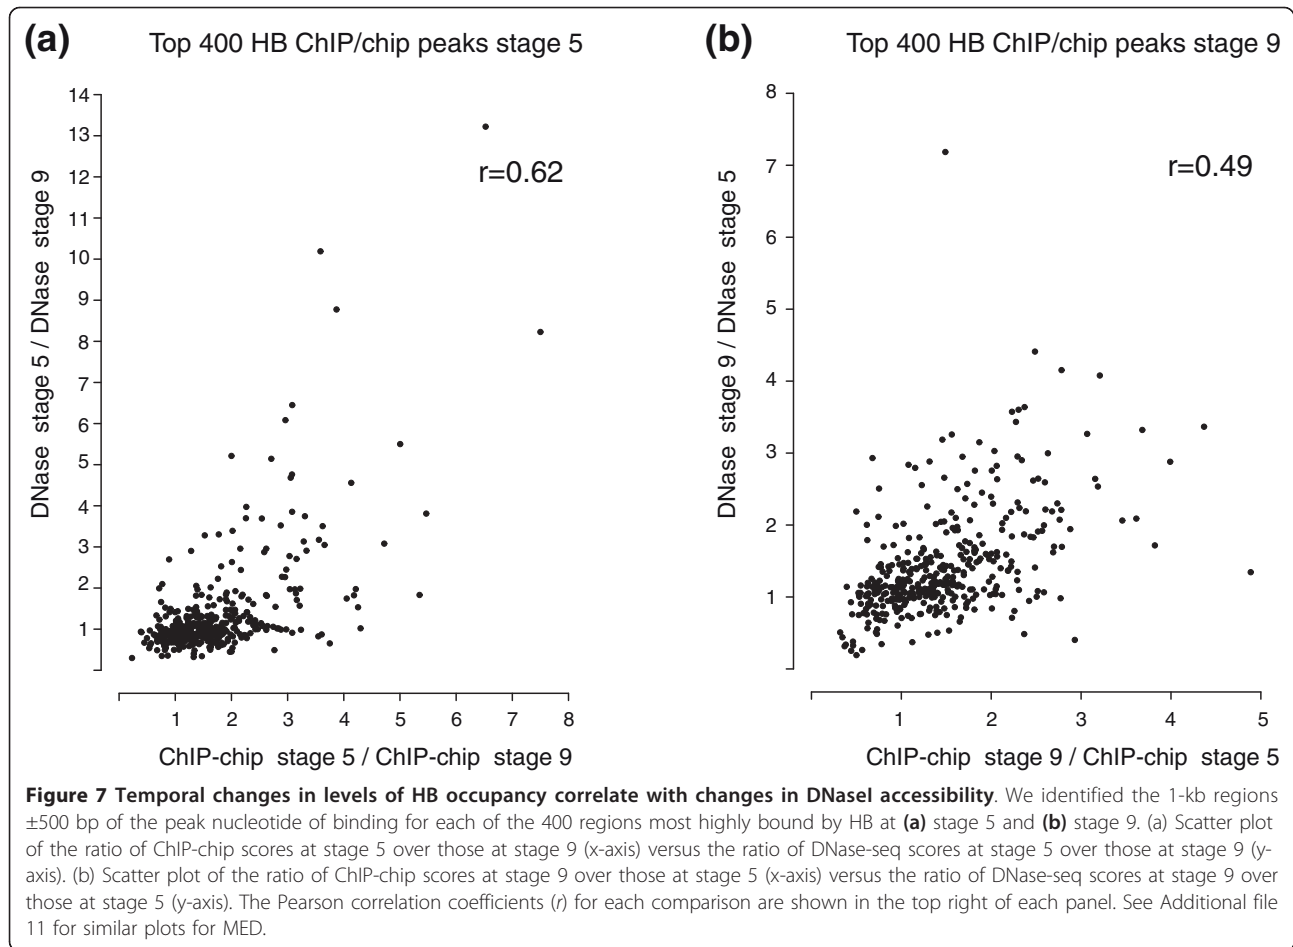 (a)
Top 400 HB ChIP/chip peaks stage 5
14
13
12
11
10
9
8
7
6
5
4
3
2
1
DNase stage 5 / DNase stage 9
r=0.62
1 2 3 4 5 6 7 8
ChIP-chip stage 5 / ChIP-chip stage 9
(b)
Top 400 HB ChIP/chip peaks stage 9
8
7
6
5
4
3
2
1
DNase stage 9 / DNase stage 5
r=0.49
1 2 3 4 5
ChIP-chip stage 9 / ChIP-chip stage 5
Figure 7 Temporal changes in levels of HB occupancy correlate with changes in DNaseI accessibility. We identified the 1-kb regions
±500 bp of the peak nucleotide of binding for each of the 400 regions most highly bound by HB at (a) stage 5 and (b) stage 9. (a) Scatter plot
of the ratio of ChIP-chip scores at stage 5 over those at stage 9 (x-axis) versus the ratio of DNase-seq scores at stage 5 over those at stage 9 (y-
axis). (b) Scatter plot of the ratio of ChIP-chip scores at stage 9 over those at stage 5 (x-axis) versus the ratio of DNase-seq scores at stage 9 over
those at stage 5 (y-axis). The Pearson correlation coefficients (r) for each comparison are shown in the top right of each panel. See Additional file
11 for similar plots for MED.